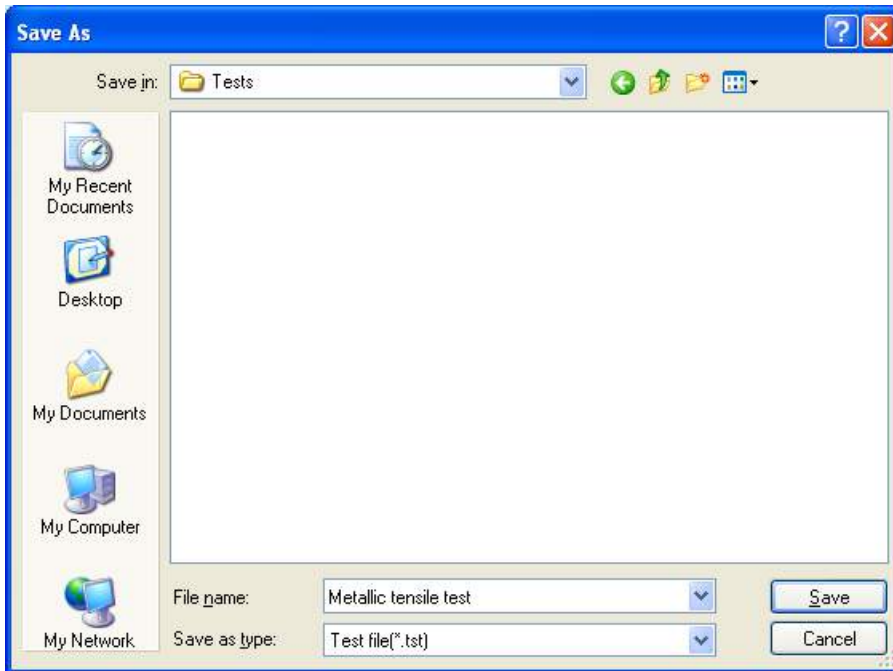 Save As
Save in:
Tests
My Recent
Documents
Desktop
My Documents
My Computer
My Network
File name:
Metallic tensile test
Save
Save as type:
Test file(*.tst)
Cancel